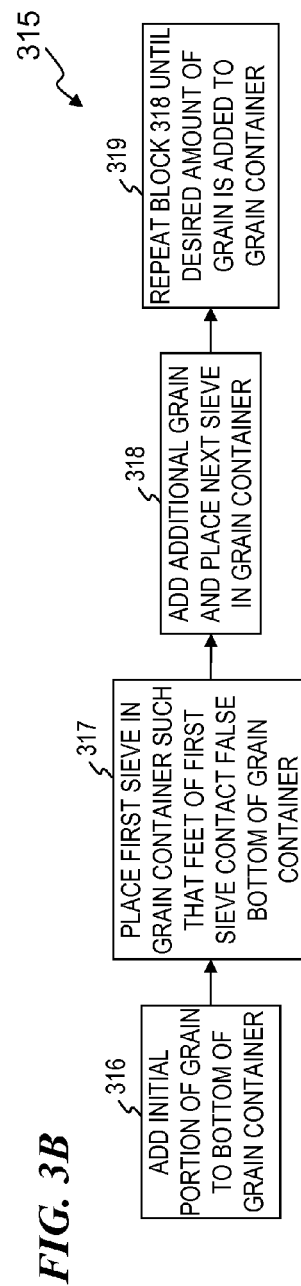 FIG. 3B
315
316
ADD INITIAL
PORTION OF GRAIN
TO BOTTOM OF
GRAIN CONTAINER
317
PLACE FIRST SIEVE IN
GRAIN CONTAINER SUCH
THAT FEET OF FIRST
SIEVE CONTACT FALSE
BOTTOM OF GRAIN
CONTAINER
318
ADD ADDITIONAL GRAIN
AND PLACE NEXT SIEVE
IN GRAIN CONTAINER
319
REPEAT BLOCK 318 UNTIL
DESIRED AMOUNT OF
GRAIN IS ADDED TO
GRAIN CONTAINER